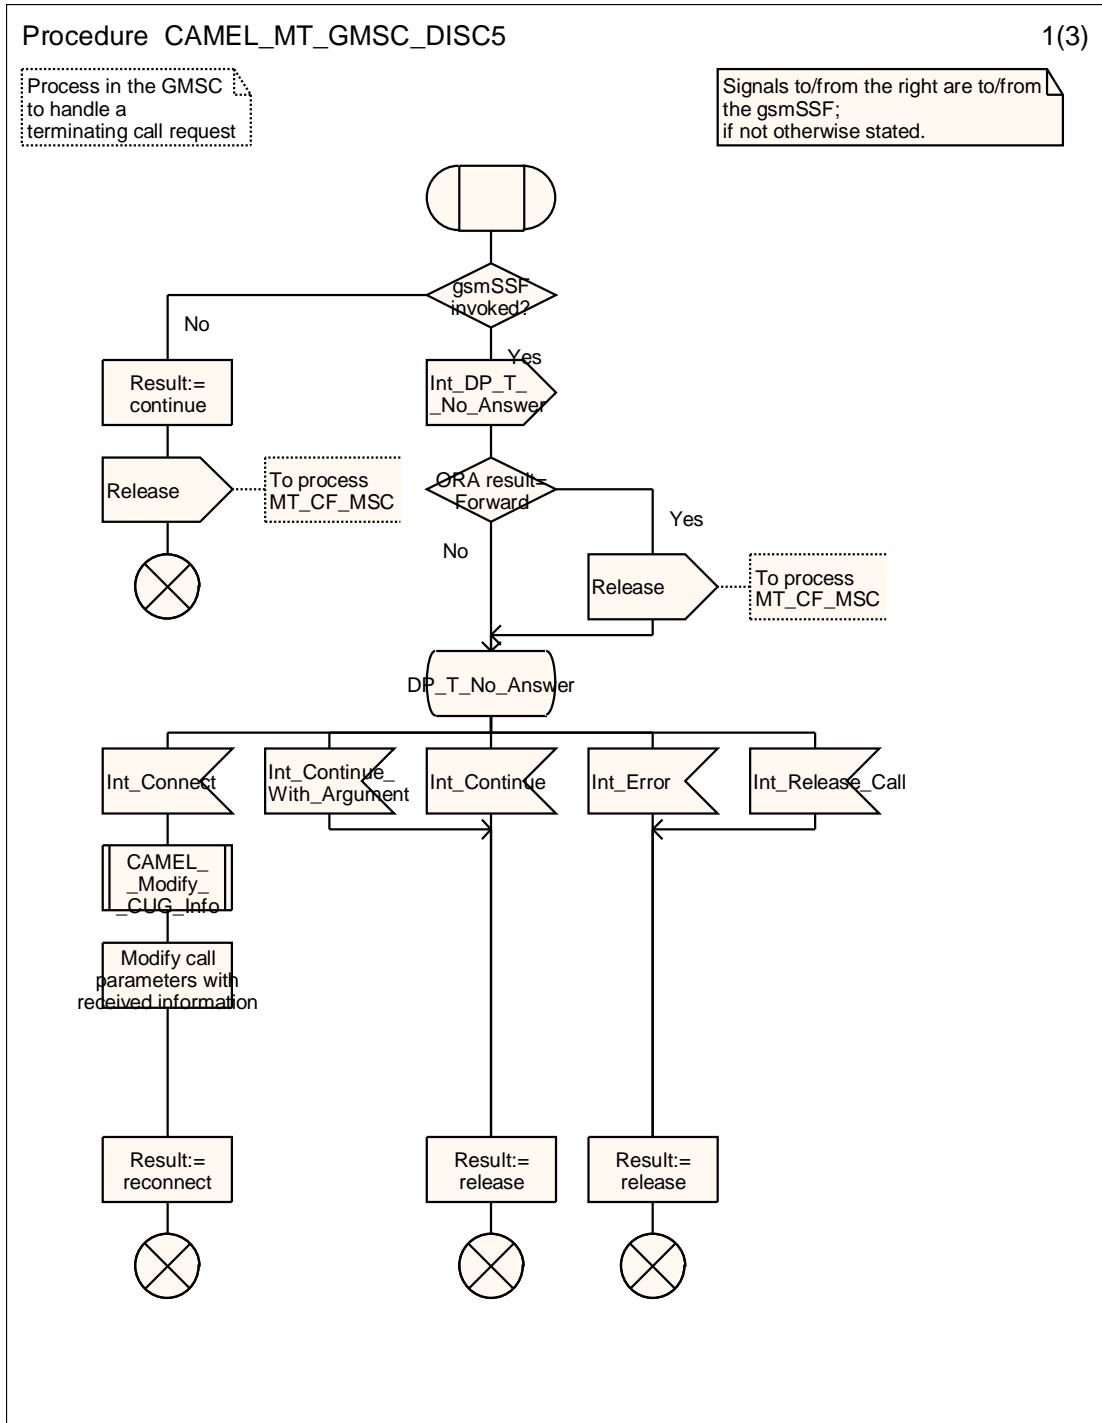 Procedure CAMEL_MT_GMSC_DISC5
1(3)
Process in the GMSC
to handle a
terminating call request
Signals to/from the right are to/from
the gsmSSF;
if not otherwise stated.
gsmSSF
invoked?
No
Yes
Result:=
continue
Int_DP_T_
_No_Answer
Release
To process
MT_CF_MSC
ORA result=
Forward
Yes
No
Release
To process
MT_CF_MSC
DP_T_No_Answer
Int_Connect
Int_Continue_
With_Argument
Int_Continue
Int_Error
Int_Release_Call
CAMEL_
_Modify_
_CUG_Info
Modify call
parameters with
received information
Result:=
reconnect
Result:=
release
Result:=
release